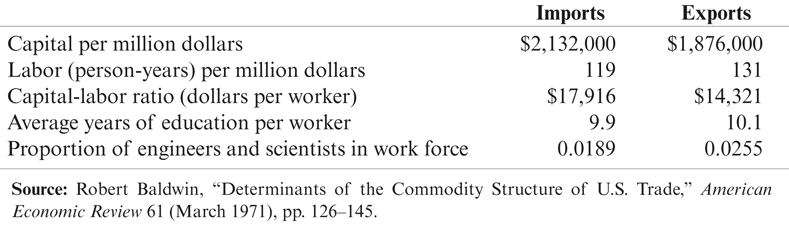 Imports Exports
Capital per million dollars $2,132,000 $1,876,000
Labor (person-years) per million dollars 119 131
Capital-labor ratio (dollars per worker) $17,916 $14,321
Average years of education per worker 9.9 10.1
Proportion of engineers and scientists in work force 0.0189 0.0255
Source: Robert Baldwin, “Determinants of the Commodity Structure of U.S. Trade,” American
Economic Review 61 (March 1971), pp. 126–145.